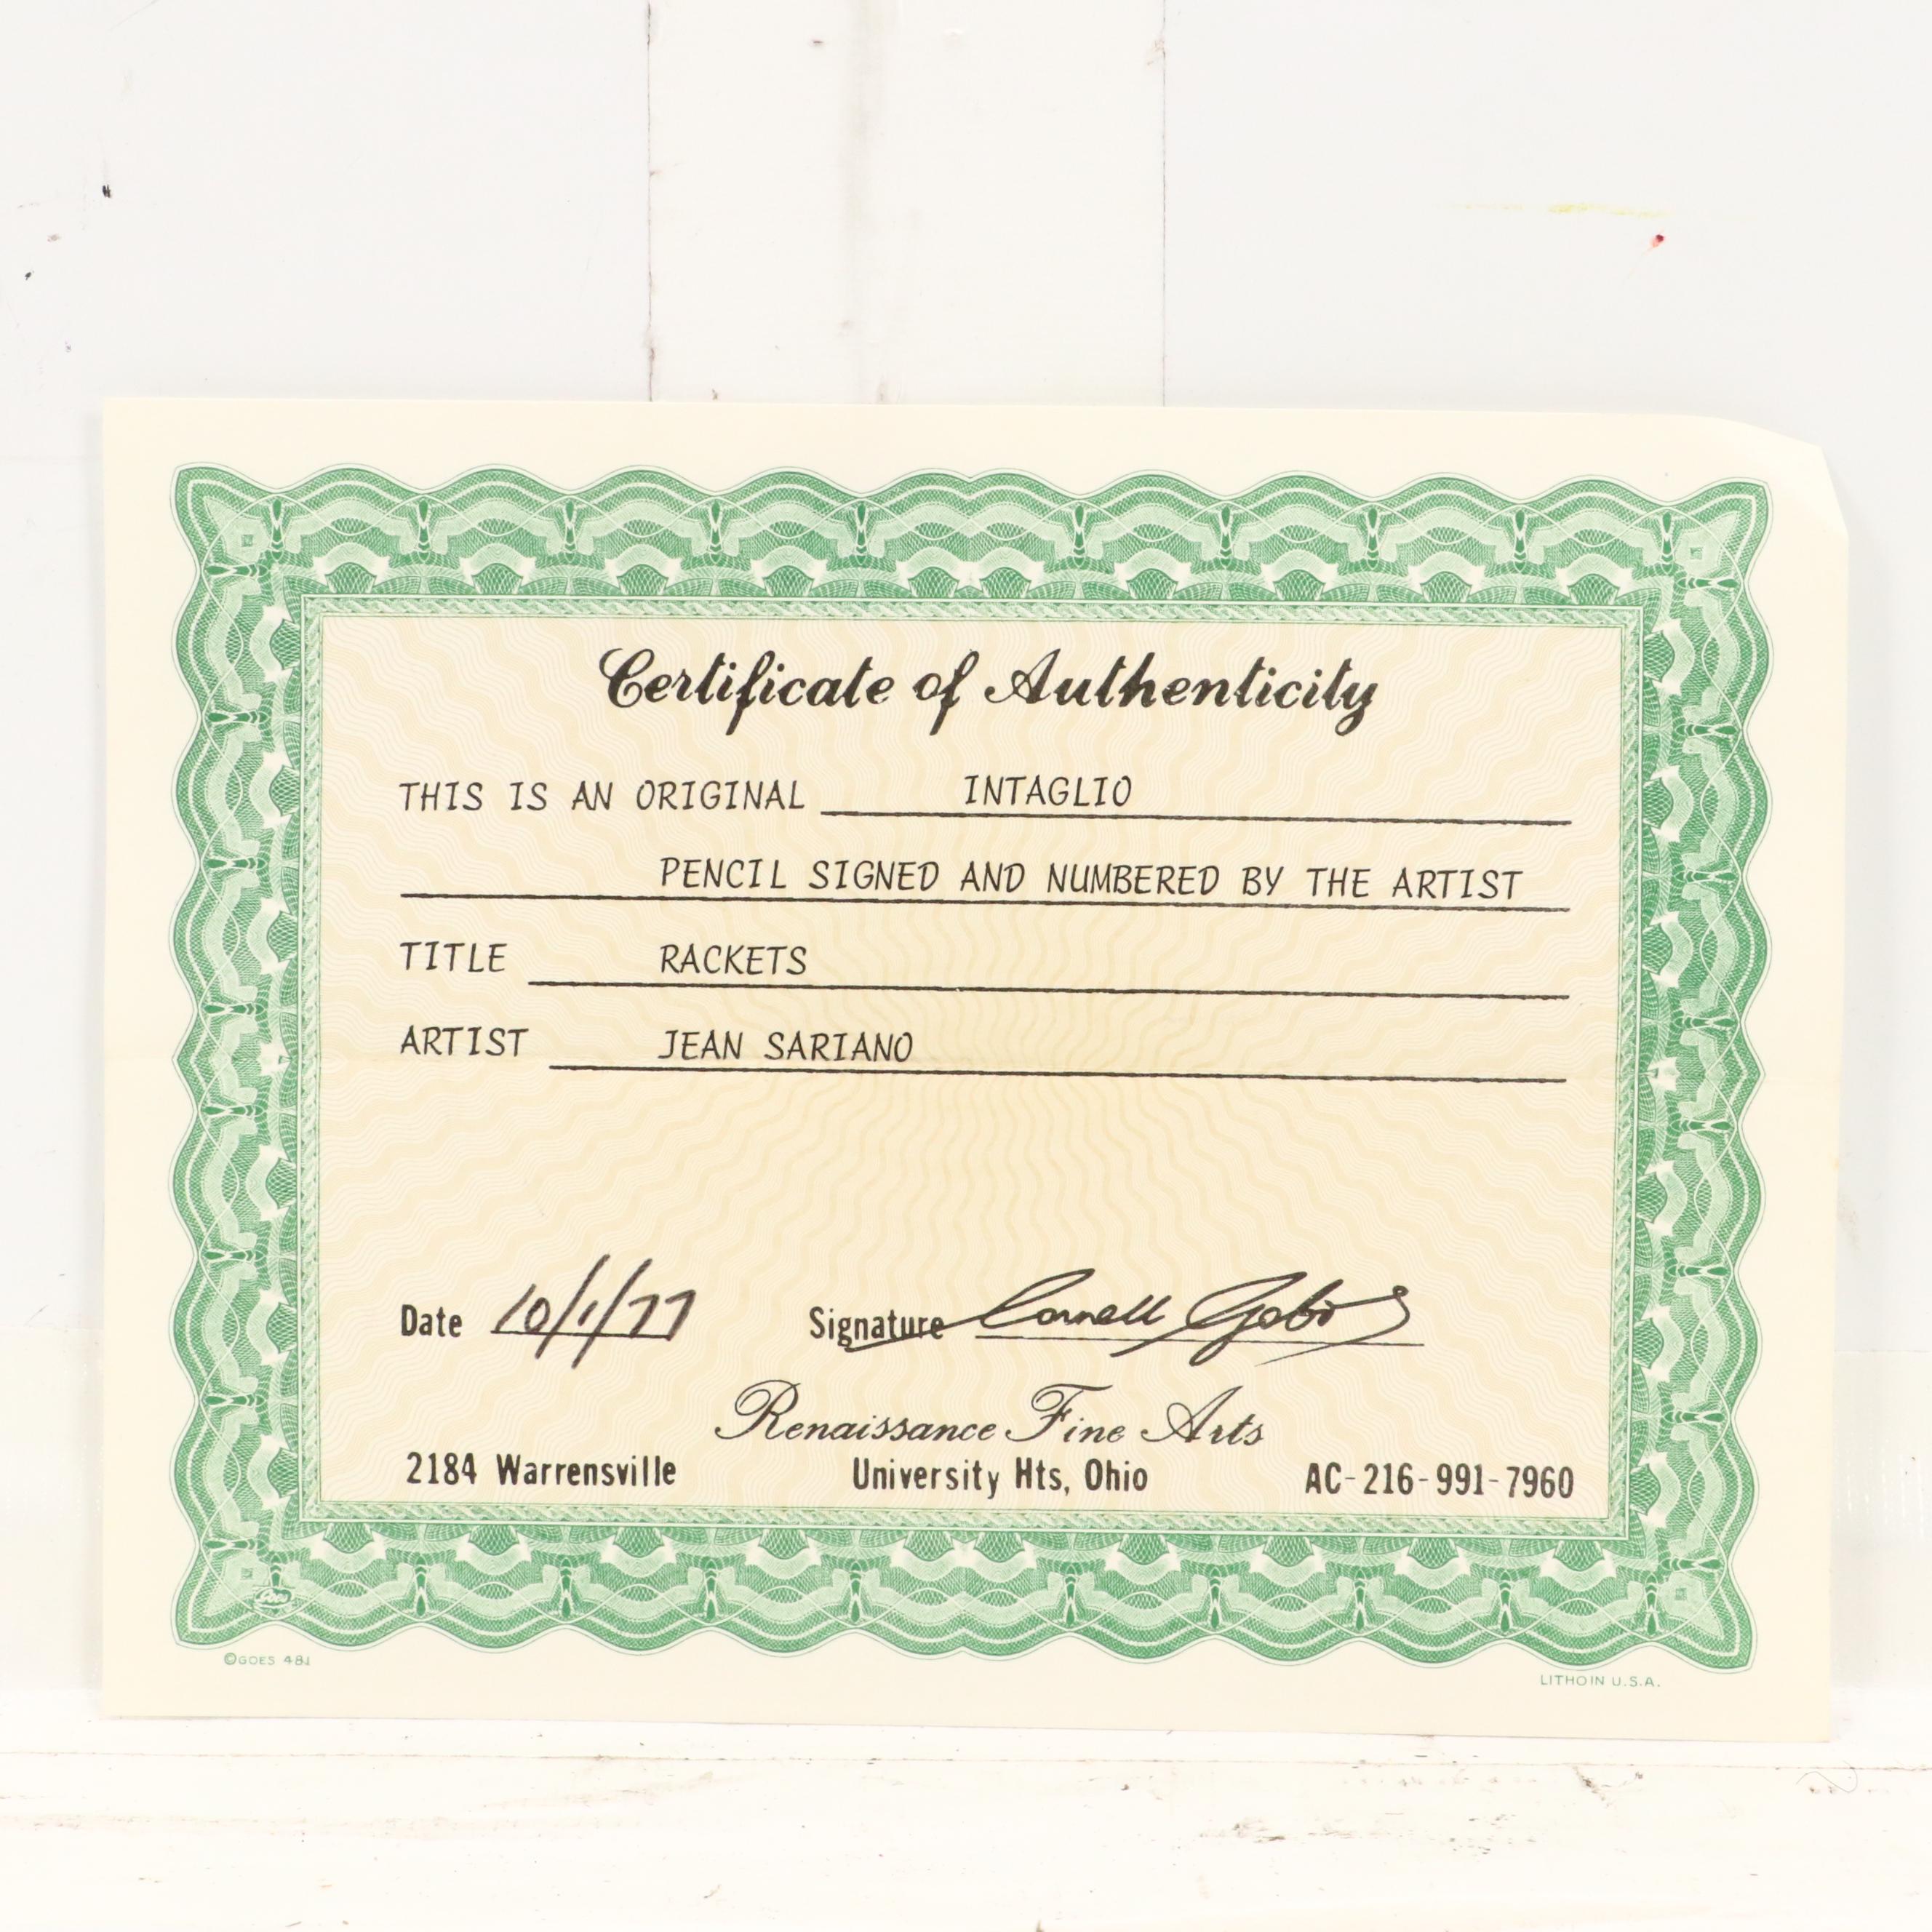 Certificate of Authenticity
THIS IS AN ORIGINAL INTAGLIO
PENCIL SIGNED AND NUMBERED BY THE ARTIST
TITLE RACKETS
ARTIST JEAN SARIANO
Date 10/1/77 Signature Cornell
Renaissance Fine Arts
2184 Warrensville University Hts, Ohio AC-216-991-7960
©GOES 481
LITHO IN U.S.A.